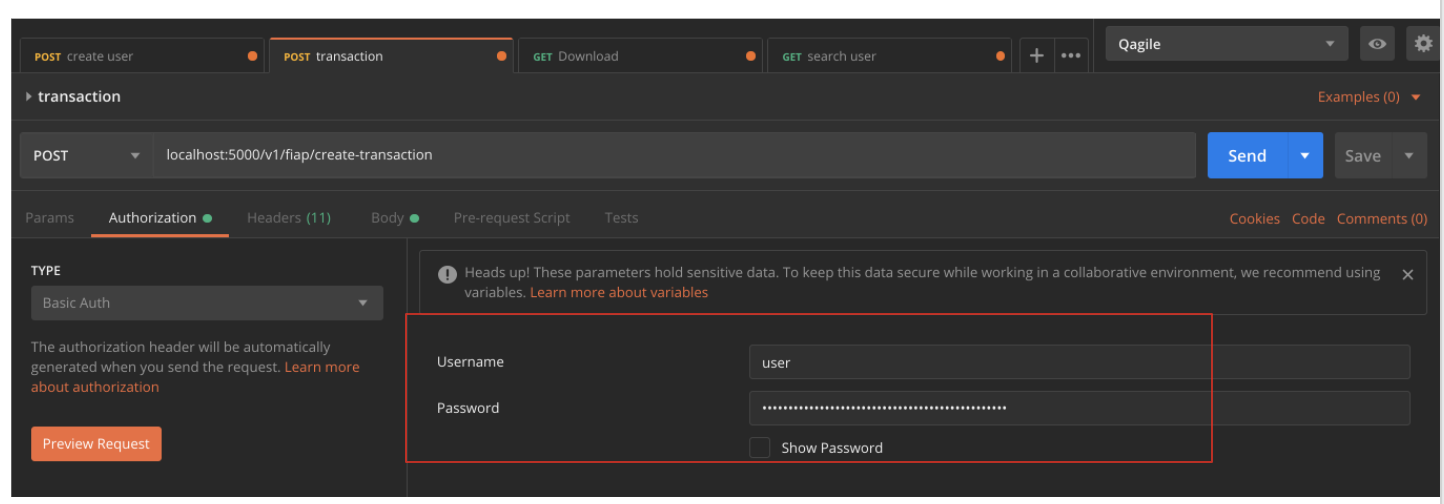 POST create user
POST transaction
GET Download
GET search user
Qagile
transaction
Examples (0)
POST
localhost:5000/v1/fiap/create-transaction
Send
Save
Params
Authorization
Headers (11)
Body
Pre-request Script
Tests
Cookies
Code
Comments (0)
TYPE
Basic Auth
The authorization header will be automatically
generated when you send the request. Learn more
about authorization
Preview Request
Heads up! These parameters hold sensitive data. To keep this data secure while working in a collaborative environment, we recommend using
variables. Learn more about variables
Username
user
Password
•••••••••••••••••••••••••••••••••••••••••••••••
Show Password